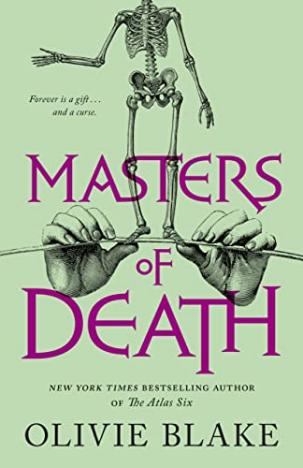 Forever is a gift . . .
and a curse.
MASTERS
OF
DEATH
NEW YORK TIMES BESTSELLING AUTHOR
OF The Atlas Six
OLIVIE BLAKE